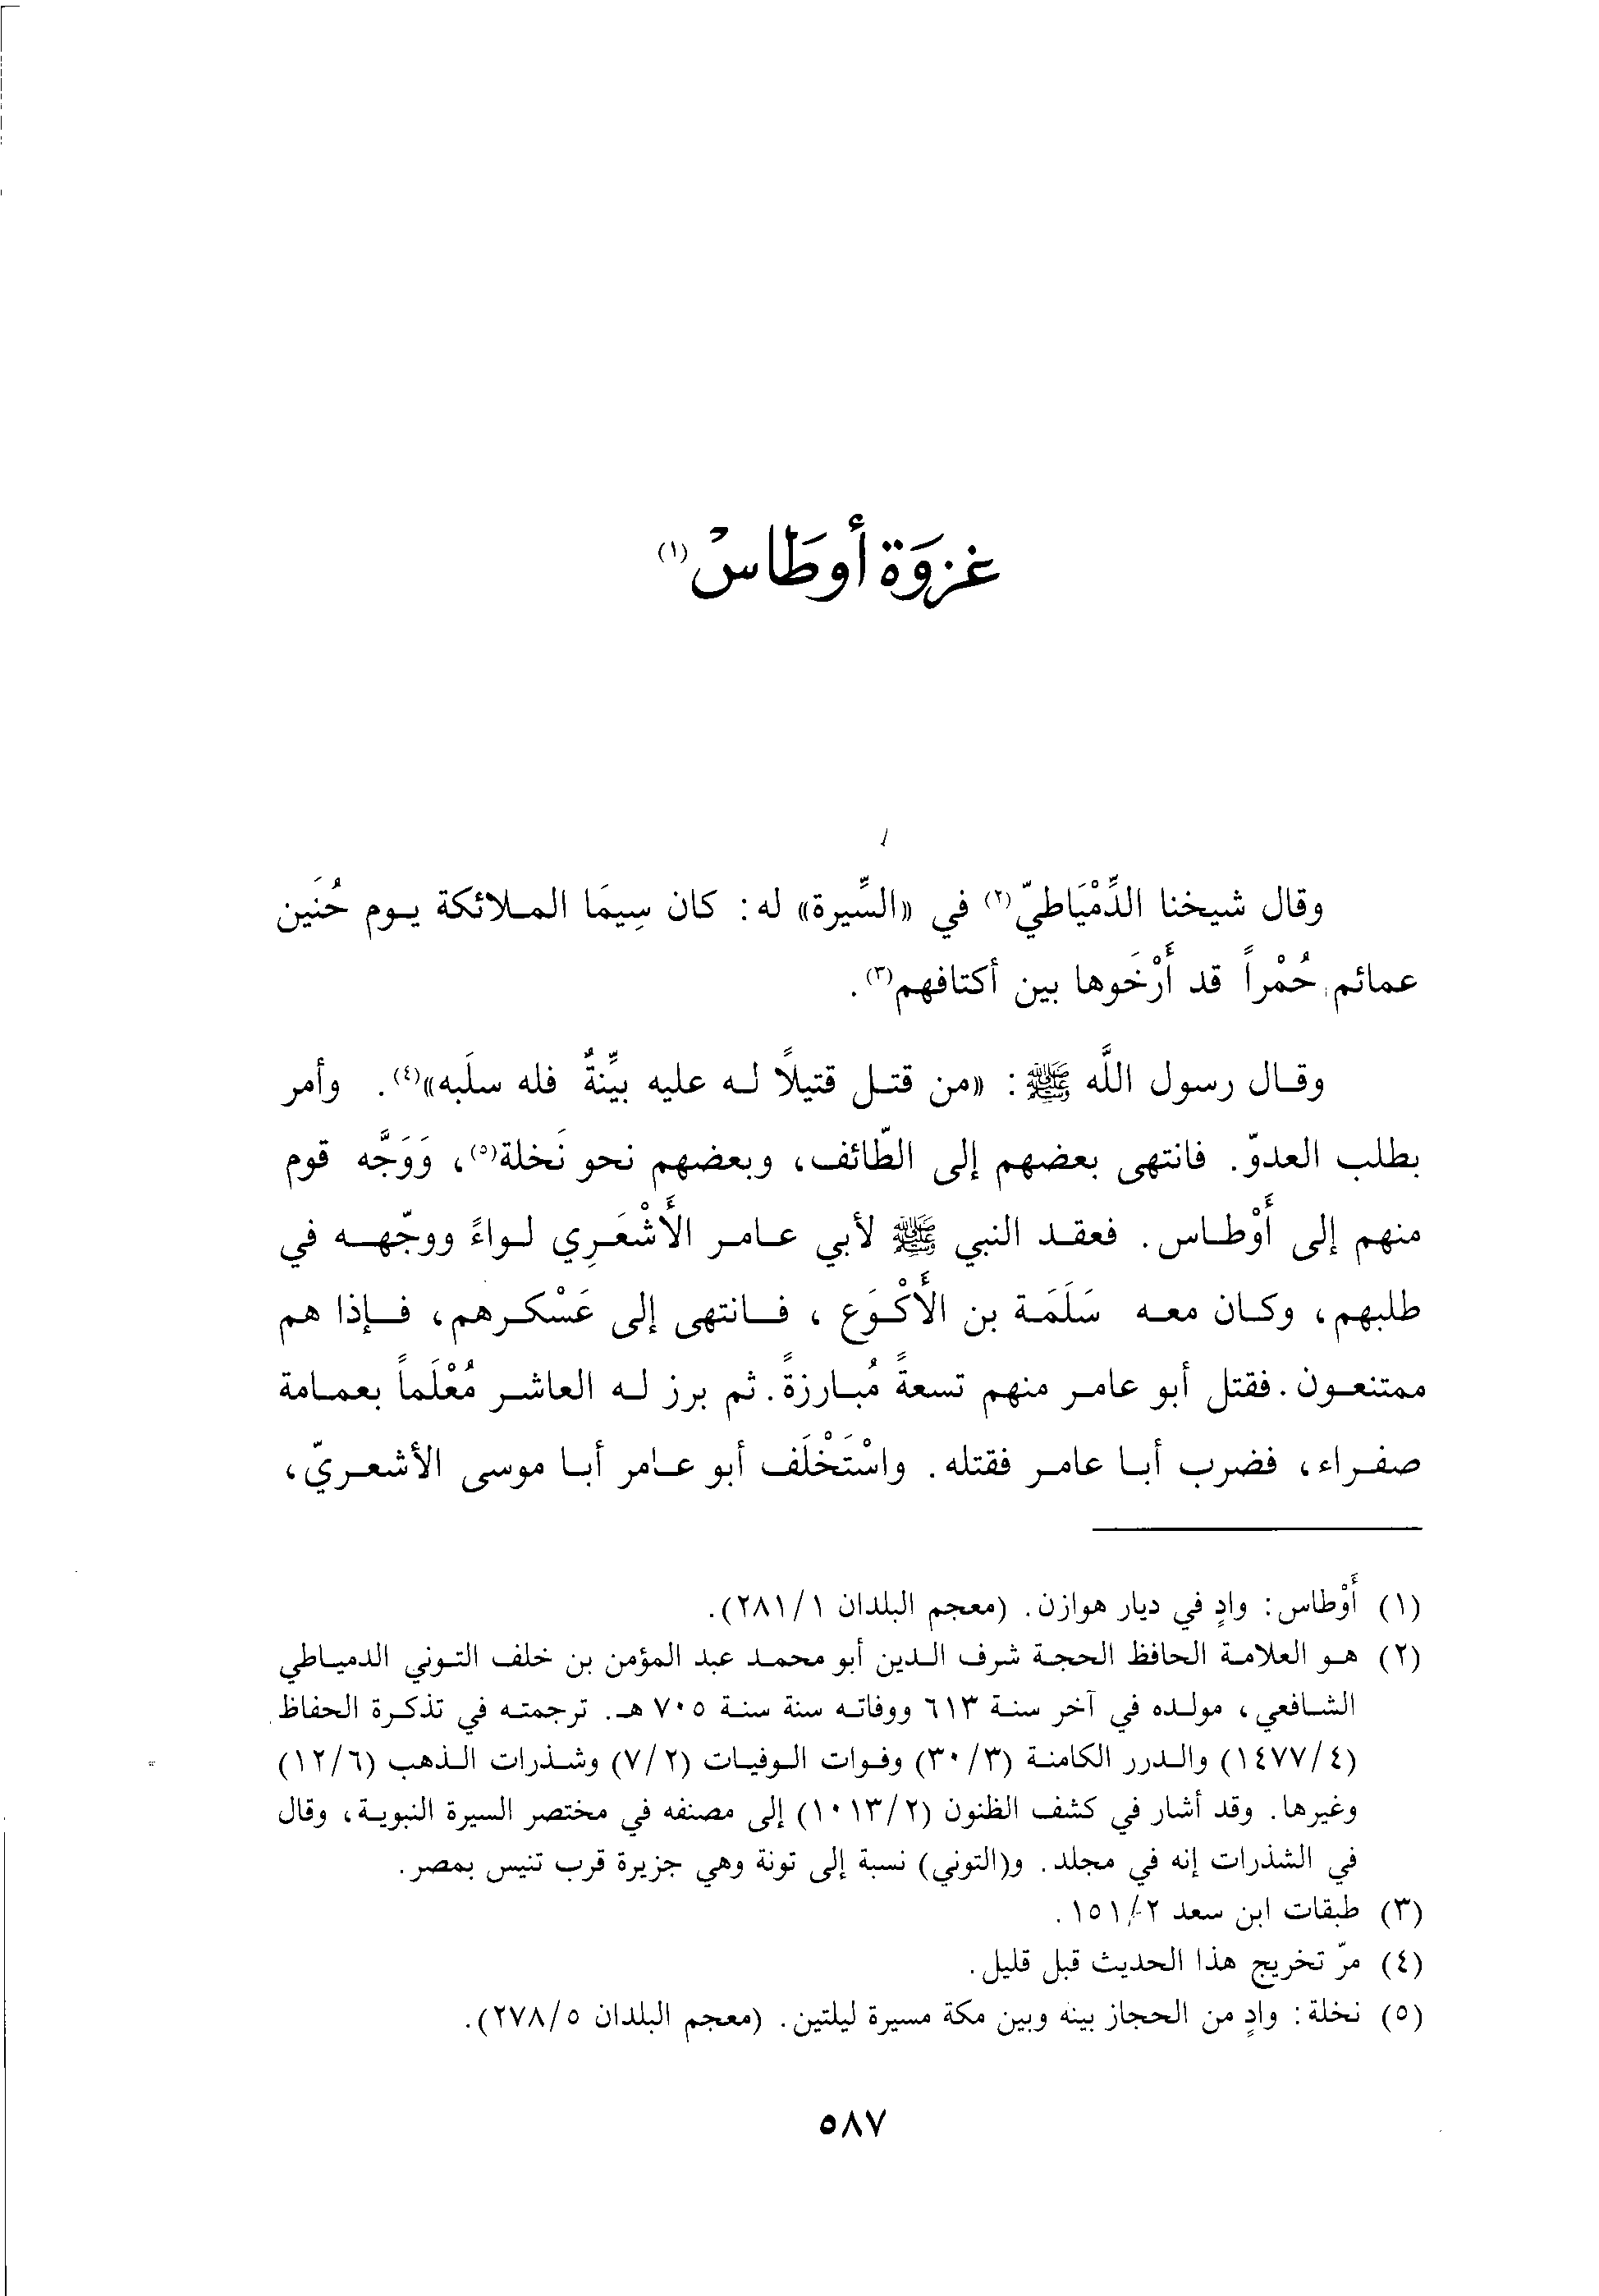 غزوة أوطاس (١)
وقال شيخنا الدِّمْيَاطيّ(٢) في «السِّيرة» له: كان سِيمَا الملائكة يوم حُنَين
عمائم حُمْراً قد أَرْخَوها بين أكتافهم(٣).
وقال رسول اللَّه ﷺ: «من قتل قتيلاً له عليه بيِّنةٌ فله سلَبه»(٤). وأمر
بطلب العدوّ. فانتهى بعضهم إلى الطّائف، وبعضهم نحو نَخلة(٥)، وَوَجَّه قوم
منهم إلى أَوْطاس. فعقد النبي ﷺ لأبي عامر الأَشْعَرِي لواءً ووجّهه في
طلبهم، وكان معه سَلَمَة بن الأَكْوَع، فانتهى إلى عَسْكرهم، فإذا هم
ممتنعون. فقتل أبو عامر منهم تسعةً مُبارزةً. ثم برز له العاشر مُعْلَماً بعمامة
صفراء، فضرب أبا عامر فقتله. واسْتَخْلَف أبو عامر أبا موسى الأشعريّ،
(١) أَوْطاس: وادٍ في ديار هوازن. (معجم البلدان ٢٨١/١).
(٢) هو العلامة الحافظ الحجة شرف الدين أبو محمد عبد المؤمن بن خلف التوني الدمياطي
الشافعي، مولده في آخر سنة ٦١٣ ووفاته سنة سنة ٧٠٥ هـ. ترجمته في تذكرة الحفاظ
(١٤٧٧/٤) والدرر الكامنة (٣٠/٣) وفوات الوفيات (٧/٢) وشذرات الذهب (١٢/٦)
وغيرها. وقد أشار في كشف الظنون (١٠١٣/٢) إلى مصنفه في مختصر السيرة النبوية، وقال
في الشذرات إنه في مجلد. و(التوني) نسبة إلى تونة وهي جزيرة قرب تنيس بمصر.
(٣) طبقات ابن سعد ١٥١/٢.
(٤) مرّ تخريج هذا الحديث قبل قليل.
(٥) نخلة: وادٍ من الحجاز بينه وبين مكة مسيرة ليلتين. (معجم البلدان ٢٧٨/٥).
٥٨٧